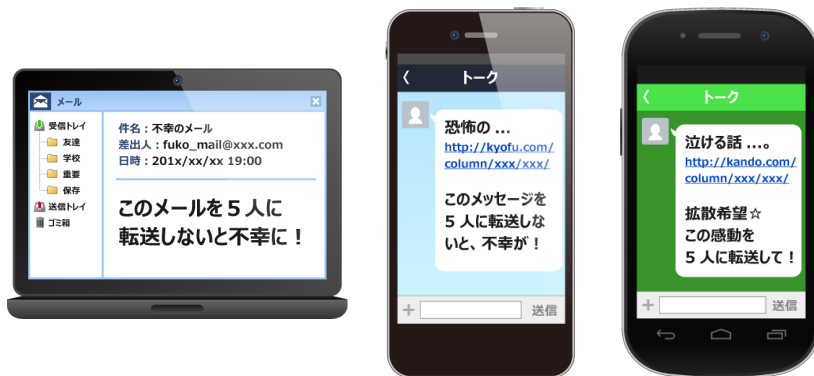 メール
受信トレイ
友達
学校
重要
保存
送信トレイ
ゴミ箱
件名：不幸のメール
差出人：fuko_mail@xxx.com
日時：201x/xx/xx 19:00
このメールを５人に
転送しないと不幸に！
トーク
恐怖の ...
http://kyofu.com/
column/xxx/xxx/
このメッセージを
５人に転送しな
いと、不幸が！
送信
トーク
泣ける話 ...。
http://kando.com/
column/xxx/xxx/
拡散希望☆
この感動を
５人に転送して！
送信